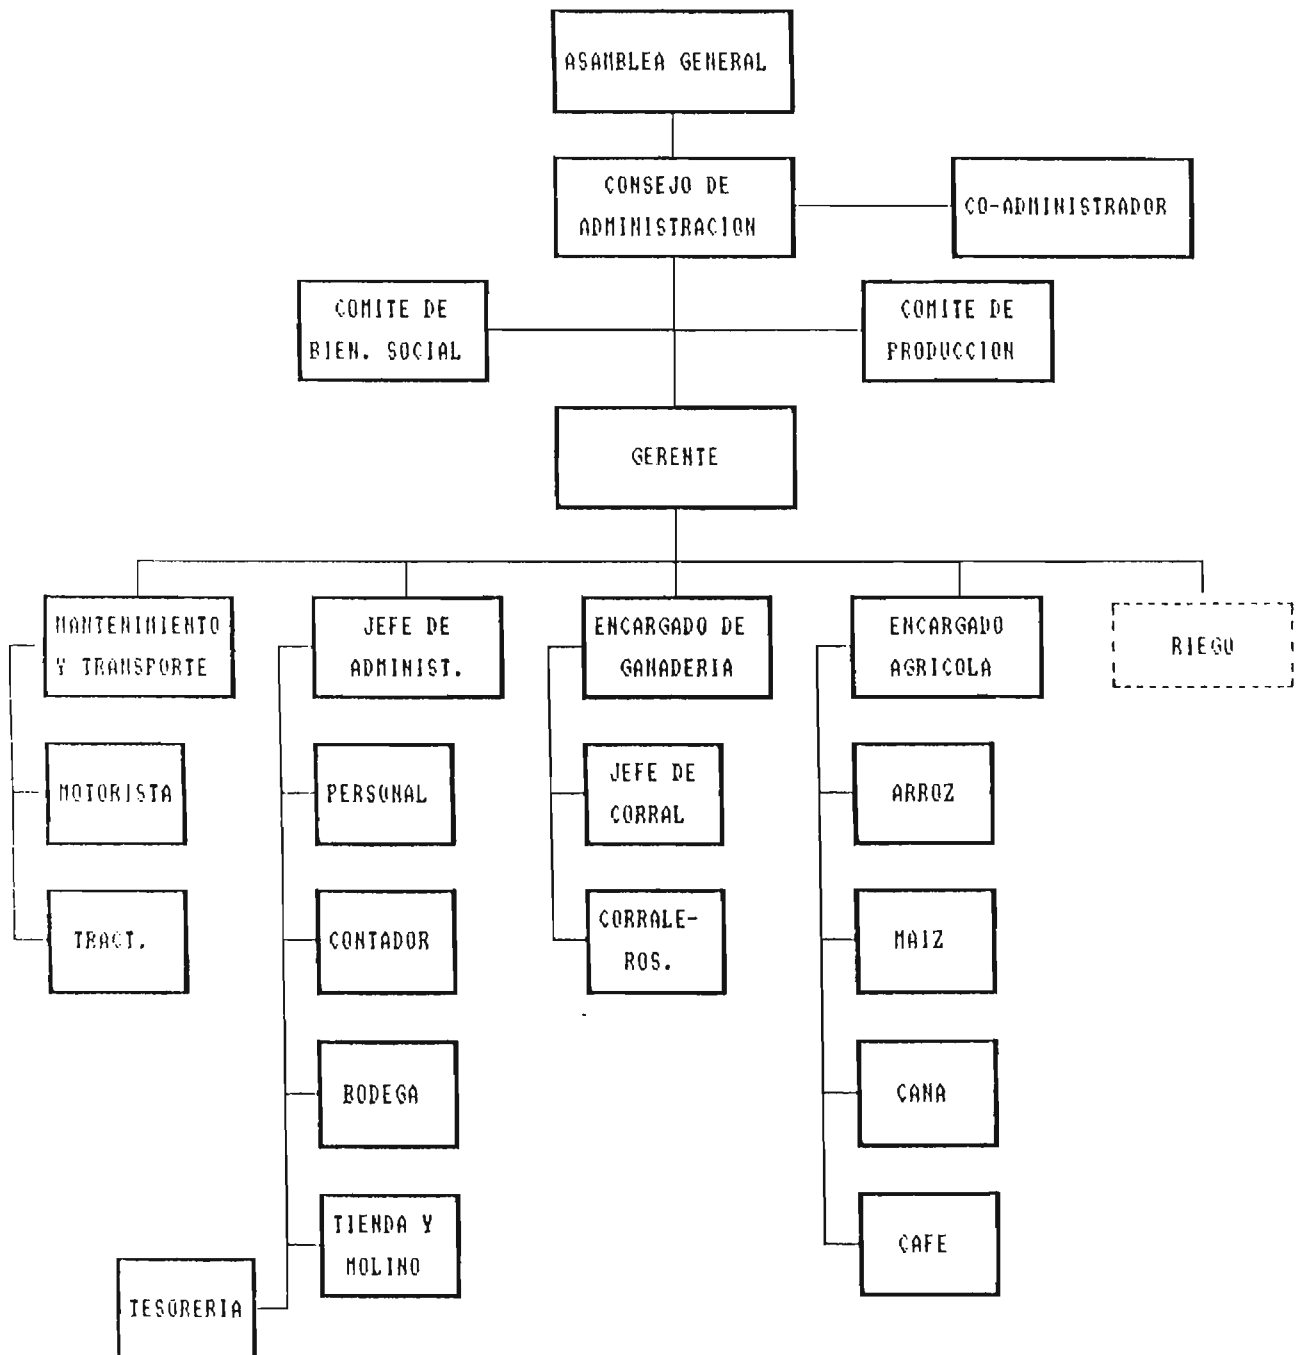 ASAMBLEA GENERAL
CONSEJO DE
ADMINISTRACION
CO-ADMINISTRADOR
COMITE DE
BIEN. SOCIAL
COMITE DE
PRODUCCION
GERENTE
MANTENIMIENTO
Y TRANSPORTE
JEFE DE
ADMINIST.
ENCARGADO DE
GANADERIA
ENCARGADO
AGRICOLA
RIEGO
MOTORISTA
PERSONAL
JEFE DE
CORRAL
ARROZ
TRACT.
CONTADOR
CORRALE-
ROS.
MAIZ
BODEGA
CANA
TIENDA Y
MOLINO
CAFE
TESORERIA